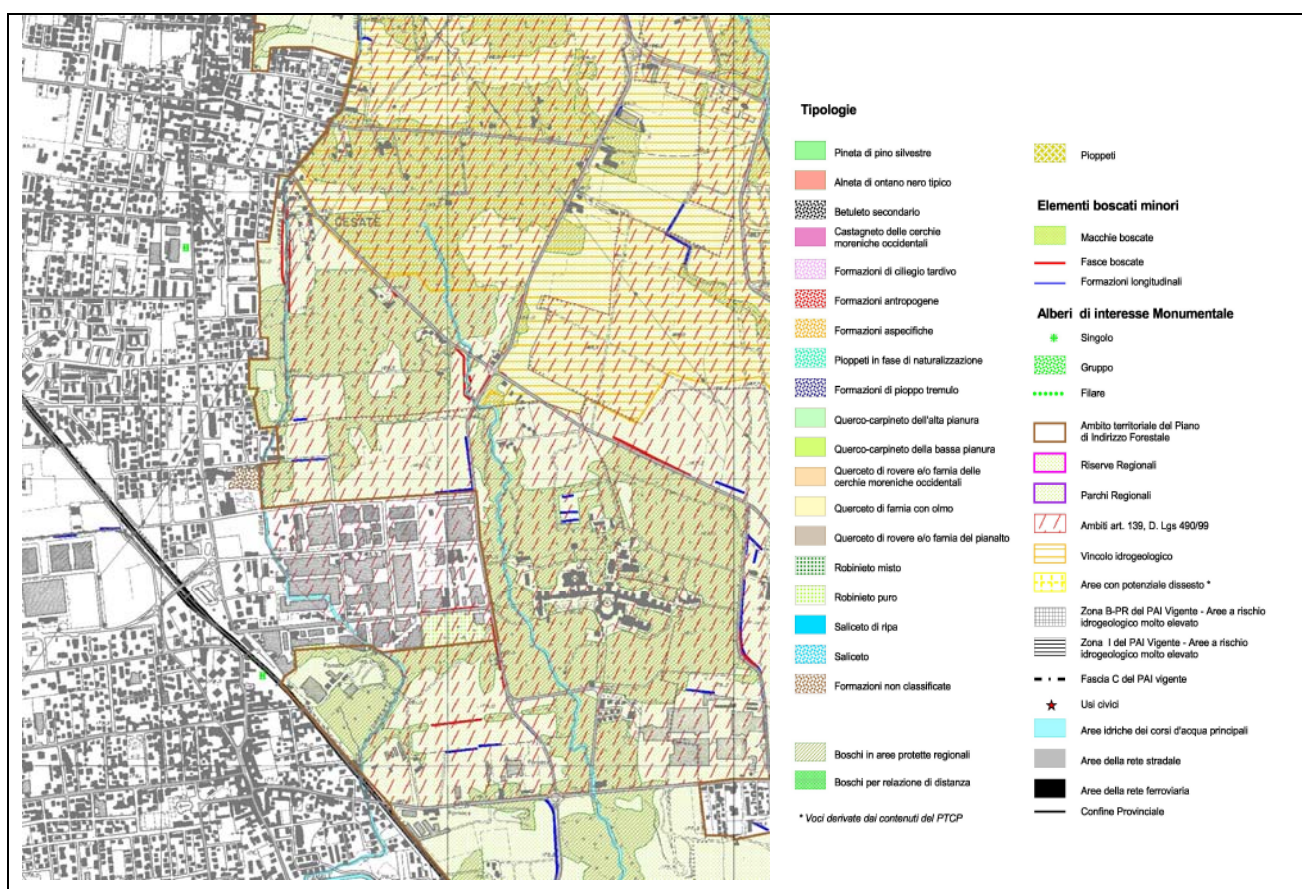 CESATE
Tipologie
Pineta di pino silvestre
Alneta di ontano nero tipico
Betuleto secondario
Castagneto delle cerchie
moreniche occidentali
Formazioni di ciliegio tardivo
Formazioni antropogene
Formazioni aspecifiche
Pioppeti in fase di naturalizzazione
Formazioni di pioppo tremulo
Querco-carpineto dell'alta pianura
Querco-carpineto della bassa pianura
Querceto di rovere e/o farnia delle
cerchie moreniche occidentali
Querceto di farnia con olmo
Querceto di rovere e/o farnia del pianalto
Robinieto misto
Robinieto puro
Saliceto di ripa
Saliceto
Formazioni non classificate
Boschi in aree protette regionali
Boschi per relazione di distanza
* Voci derivate dai contenuti del PTCP
Pioppeti
Elementi boscati minori
Macchie boscate
Fasce boscate
Formazioni longitudinali
Alberi di interesse Monumentale
Singolo
Gruppo
Filare
Ambito territoriale del Piano
di Indirizzo Forestale
Riserve Regionali
Parchi Regionali
Ambiti art. 139, D. Lgs 490/99
Vincolo idrogeologico
Aree con potenziale dissesto *
Zona B-PR del PAI Vigente - Aree a rischio
idrogeologico molto elevato
Zona I del PAI Vigente - Aree a rischio
idrogeologico molto elevato
Fascia C del PAI vigente
Usi civici
Aree idriche dei corsi d'acqua principali
Aree della rete stradale
Aree della rete ferroviaria
Confine Provinciale